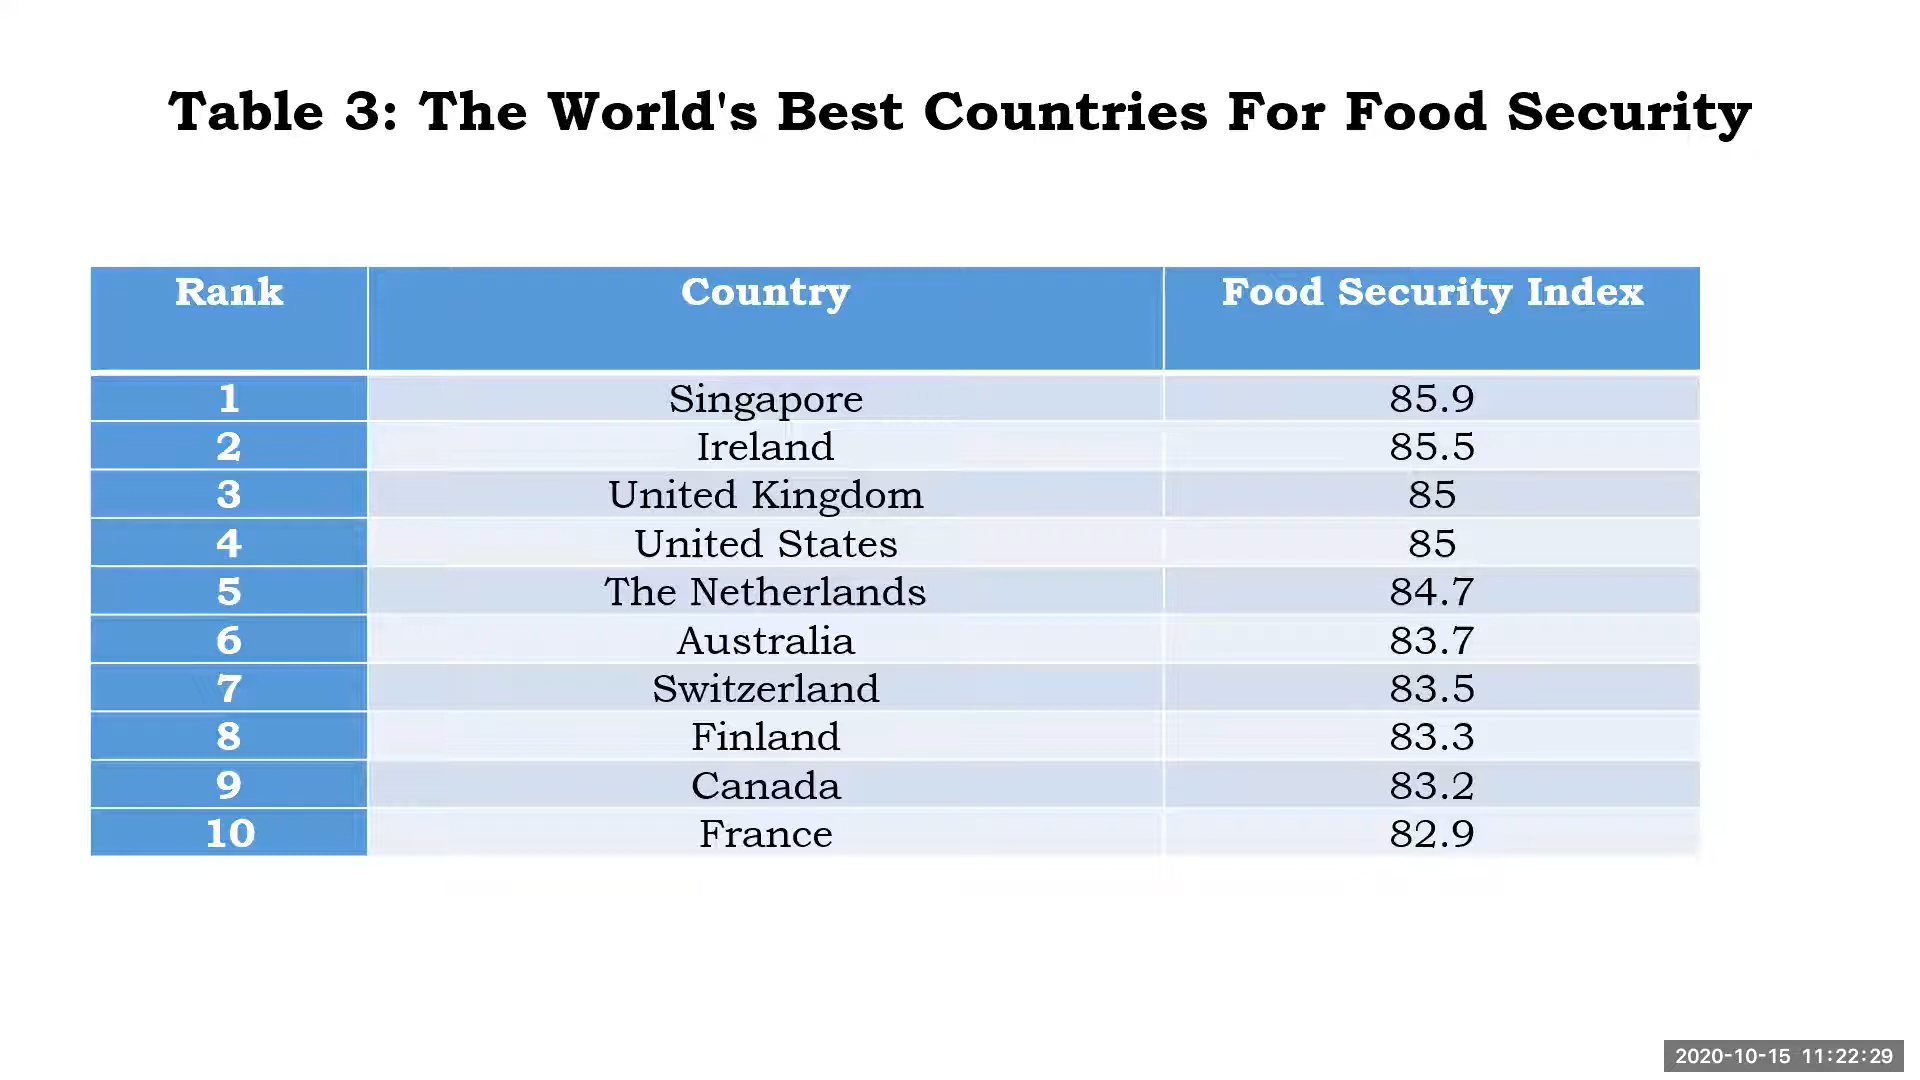 Table 3: The World's Best Countries For Food Security
Rank Country Food Security Index
1 Singapore 85.9
2 Ireland 85.5
3 United Kingdom 85
4 United States 85
5 The Netherlands 84.7
6 Australia 83.7
7 Switzerland 83.5
8 Finland 83.3
9 Canada 83.2
10 France 82.9
2020-10-15 11:22:29